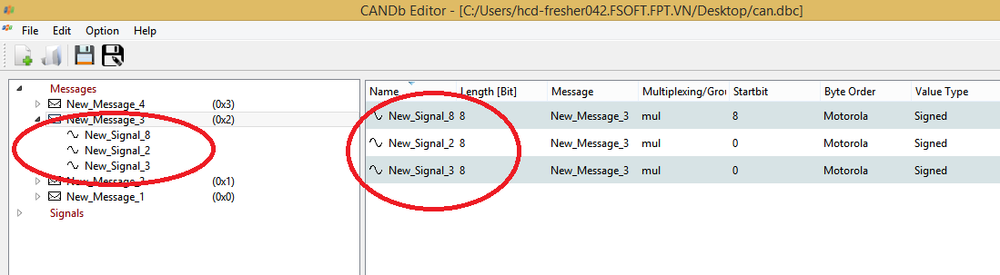 CANDb Editor - [C:/Users/hcd-fresher042.FSOFT.FPT.VN/Desktop/can.dbc]
File Edit Option Help
Messages
New_Message_4 (0x3)
New_Message_3 (0x2)
New_Signal_8
New_Signal_2
New_Signal_3
New_Message_2 (0x1)
New_Message_1 (0x0)
Signals
Name Length [Bit] Message Multiplexing/Grou Startbit Byte Order Value Type
New_Signal_8 8 New_Message_3 mul 8 Motorola Signed
New_Signal_2 8 New_Message_3 mul 0 Motorola Signed
New_Signal_3 8 New_Message_3 mul 0 Motorola Signed